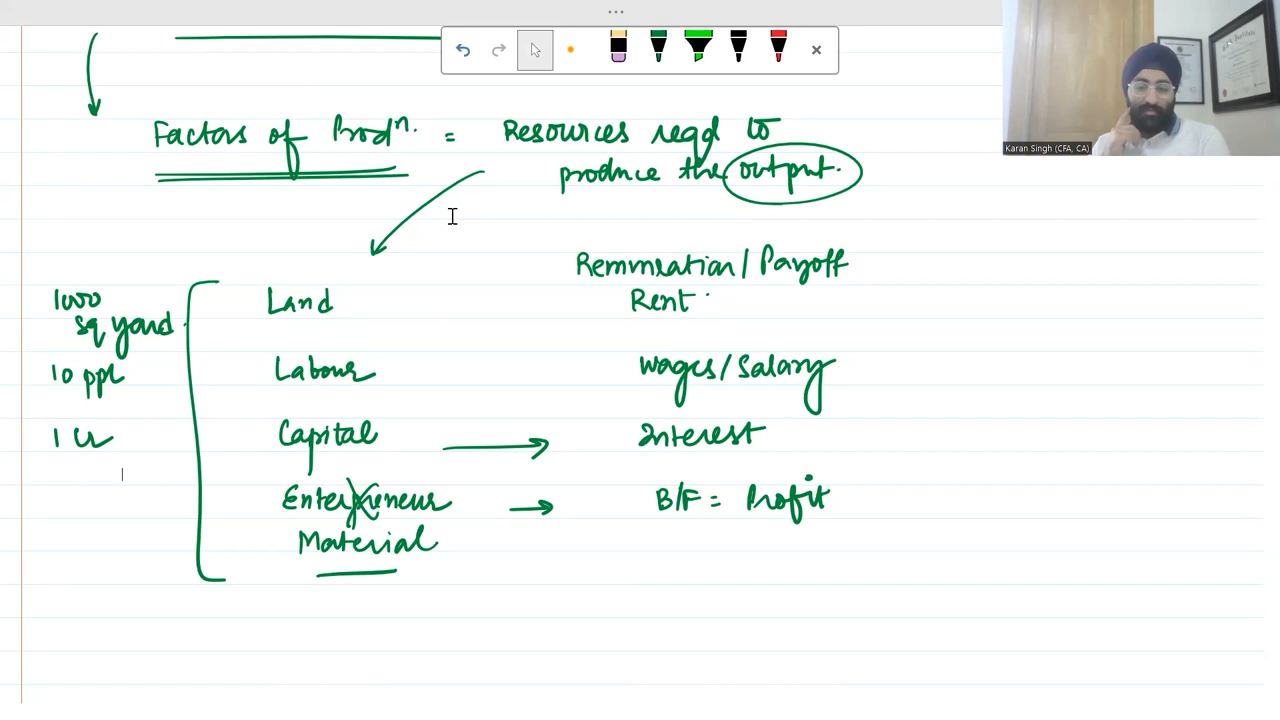 Karan Singh (CFA, CA)
Factors of Prodn. = Resources reqd to
produce the output.
Remmeration / Payoff
1000 sq yard Land Rent
10 ppl Labour Wages/Salary
1 Cr Capital → Interest
Enterpreneur → B/F = Profit
Material